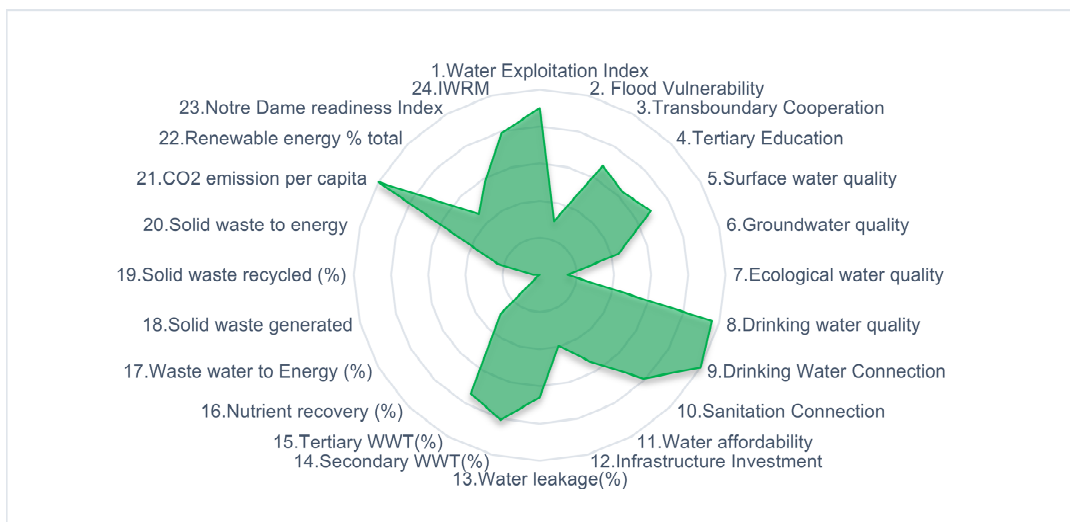 1.Water Exploitation Index
2. Flood Vulnerability
3.Transboundary Cooperation
4.Tertiary Education
5.Surface water quality
6.Groundwater quality
7.Ecological water quality
8.Drinking water quality
9.Drinking Water Connection
10.Sanitation Connection
11.Water affordability
12.Infrastructure Investment
13.Water leakage(%)
14.Secondary WWT(%)
15.Tertiary WWT(%)
16.Nutrient recovery (%)
17.Waste water to Energy (%)
18.Solid waste generated
19.Solid waste recycled (%)
20.Solid waste to energy
21.CO2 emission per capita
22.Renewable energy % total
23.Notre Dame readiness Index
24.IWRM